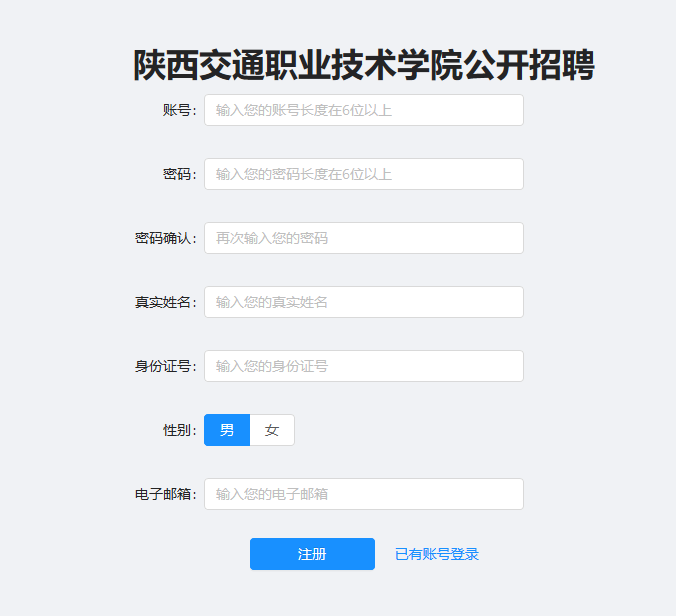 陕西交通职业技术学院公开招聘
账号： 输入您的账号长度在6位以上
密码： 输入您的密码长度在6位以上
密码确认： 再次输入您的密码
真实姓名： 输入您的真实姓名
身份证号： 输入您的身份证号
性别： 男 女
电子邮箱： 输入您的电子邮箱
注册 已有账号登录